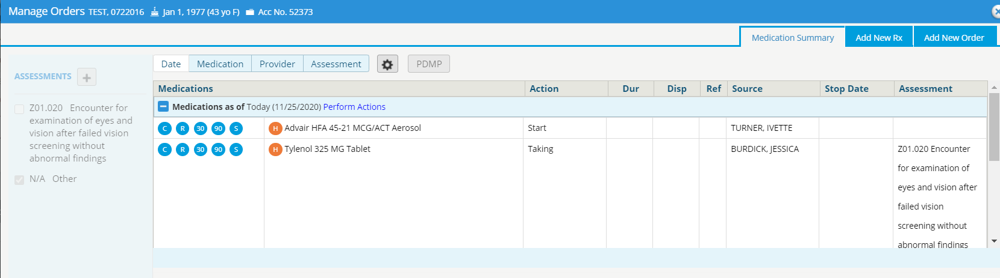 Manage Orders TEST, 0722016 Jan 1, 1977 (43 yo F) Acc No. 52373
Medication Summary Add New Rx Add New Order
Date Medication Provider Assessment PDMP
ASSESSMENTS
Z01.020 Encounter for
examination of eyes and
vision after failed vision
screening without
abnormal findings
N/A Other
Medications Action Dur Disp Ref Source Stop Date Assessment
Medications as of Today (11/25/2020) Perform Actions
C R 30 90 S H Advair HFA 45-21 MCG/ACT Aerosol Start TURNER, IVETTE
C R 30 90 S H Tylenol 325 MG Tablet Taking BURDICK, JESSICA Z01.020 Encounter
for examination of
eyes and vision after
failed vision
screening without
abnormal findings